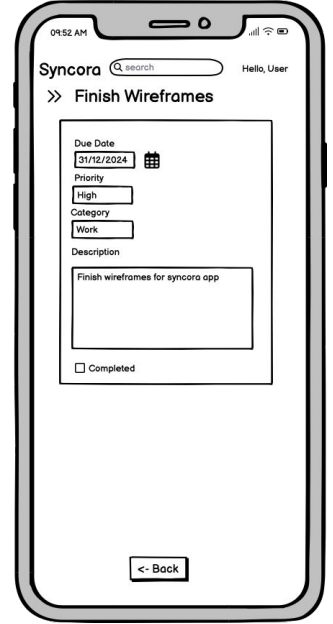 09:52 AM
Syncora search Hello, User
>> Finish Wireframes
Due Date
31/12/2024
Priority
High
Category
Work
Description
Finish wireframes for syncora app
Completed
<- Back